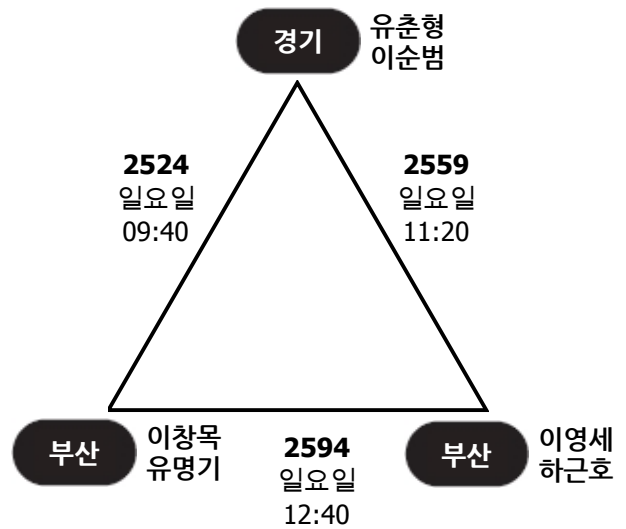 경기
유춘형
이순범
2524
일요일
09:40
2559
일요일
11:20
부산
이창목
유명기
2594
일요일
12:40
부산
이영세
하근호